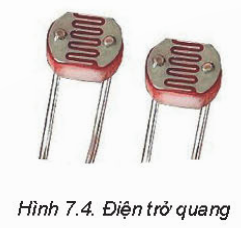 Hình 7.4. Điện trở quang